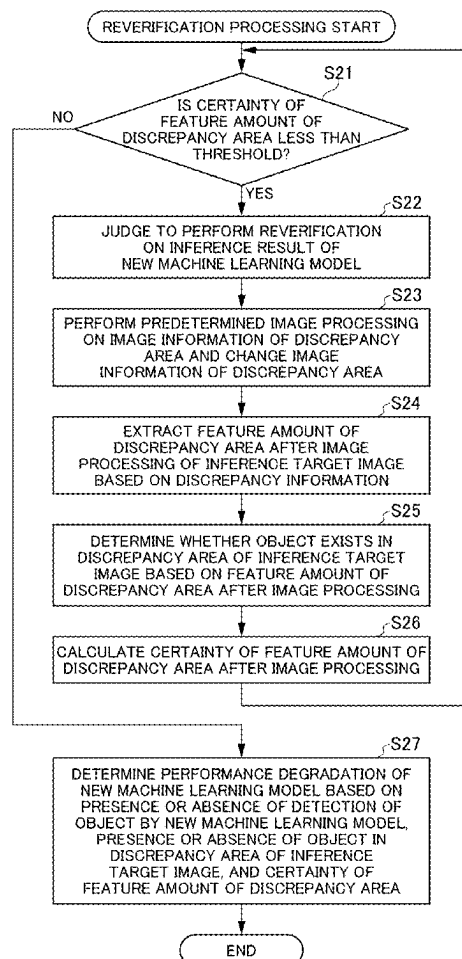 REVERIFICATION PROCESSING START
S21
IS CERTAINTY OF
FEATURE AMOUNT OF
DISCREPANCY AREA LESS THAN
THRESHOLD?
NO
YES
S22
JUDGE TO PERFORM REVERIFICATION
ON INFERENCE RESULT OF
NEW MACHINE LEARNING MODEL
S23
PERFORM PREDETERMINED IMAGE PROCESSING
ON IMAGE INFORMATION OF DISCREPANCY
AREA AND CHANGE IMAGE
INFORMATION OF DISCREPANCY AREA
S24
EXTRACT FEATURE AMOUNT OF
DISCREPANCY AREA AFTER IMAGE
PROCESSING OF INFERENCE TARGET IMAGE
BASED ON DISCREPANCY INFORMATION
S25
DETERMINE WHETHER OBJECT EXISTS IN
DISCREPANCY AREA OF INFERENCE TARGET
IMAGE BASED ON FEATURE AMOUNT OF
DISCREPANCY AREA AFTER IMAGE PROCESSING
S26
CALCULATE CERTAINTY OF FEATURE AMOUNT OF
DISCREPANCY AREA AFTER IMAGE PROCESSING
S27
DETERMINE PERFORMANCE DEGRADATION OF
NEW MACHINE LEARNING MODEL BASED ON
PRESENCE OR ABSENCE OF DETECTION OF
OBJECT BY NEW MACHINE LEARNING MODEL,
PRESENCE OR ABSENCE OF OBJECT IN
DISCREPANCY AREA OF INFERENCE
TARGET IMAGE, AND CERTAINTY OF
FEATURE AMOUNT OF DISCREPANCY AREA
END